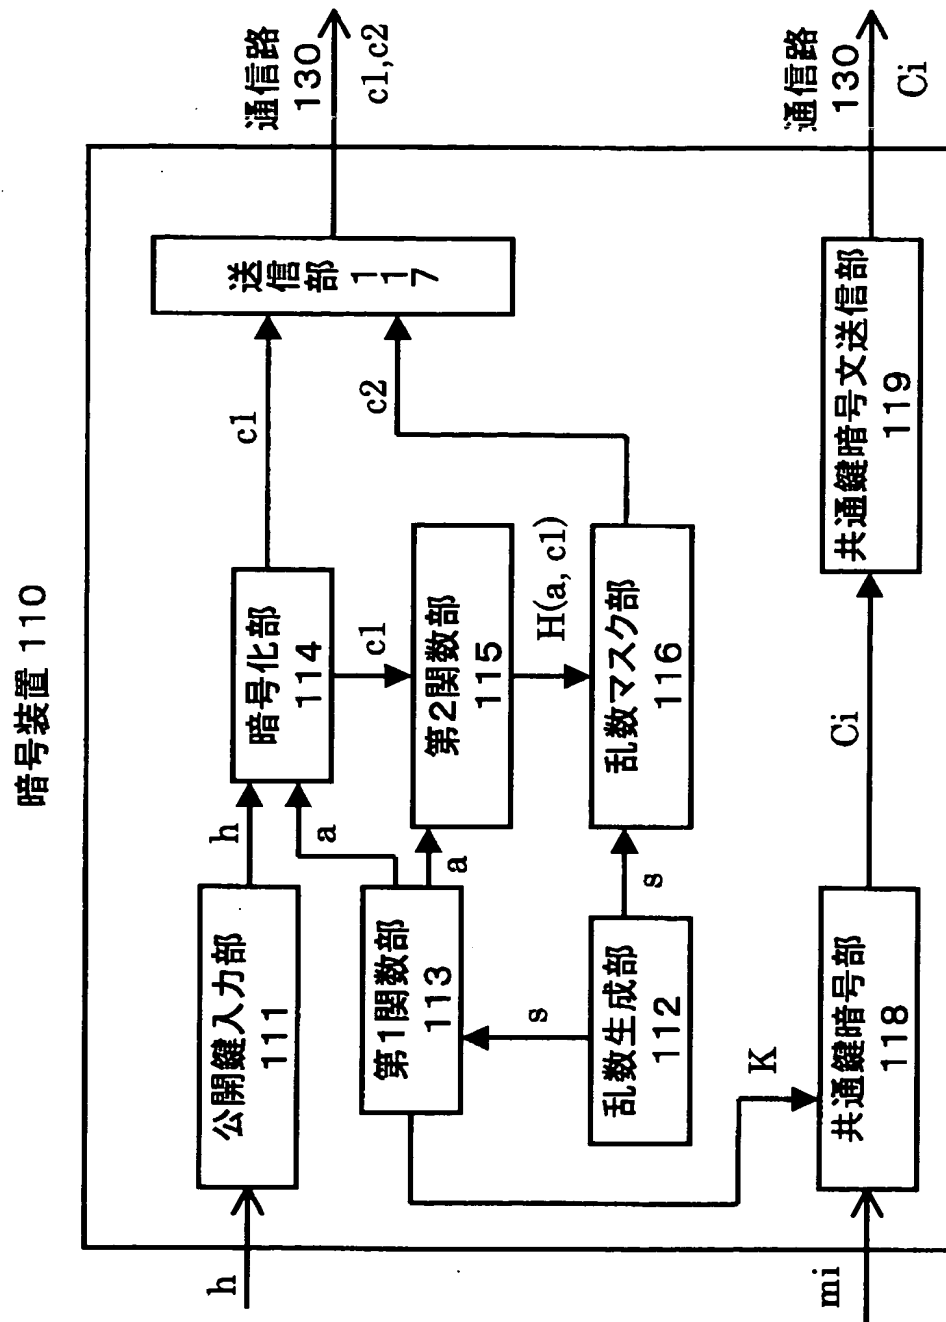 暗号装置 110
h
公開鍵入力部
111
h
a
暗号化部
114
c1
送信部 117
通信路
130
c1,c2
第1関数部
113
a
c1
第2関数部
115
c2
s
H(a, c1)
乱数生成部
112
s
乱数マスク部
116
K
mi
共通鍵暗号部
118
Ci
共通鍵暗号文送信部
119
通信路
130
Ci